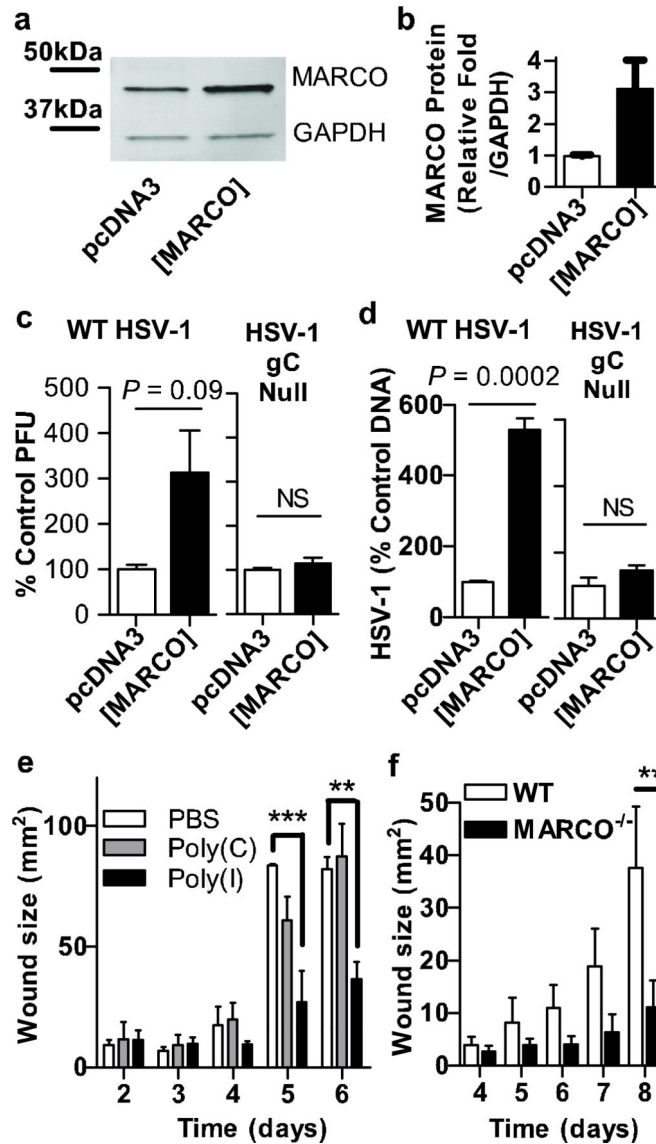 a
50kDa
37kDa
MARCO
GAPDH
pcDNA3
[MARCO]
b
MARCO Protein
(Relative Fold
/GAPDH)
4
3
2
1
0
pcDNA3
[MARCO]
c
WT HSV-1
HSV-1
gC
Null
% Control PFU
500
400
300
200
100
0
P = 0.09
NS
pcDNA3
[MARCO]
pcDNA3
[MARCO]
d
WT HSV-1
HSV-1
gC
Null
HSV-1 (% Control DNA)
600
400
200
0
P = 0.0002
NS
pcDNA3
[MARCO]
pcDNA3
[MARCO]
e
Wound size (mm²)
100
50
0
PBS
Poly(C)
Poly(I)
***
**
2 3 4 5 6
Time (days)
f
Wound size (mm²)
50
40
30
20
10
0
WT
MARCO⁻/⁻
**
4 5 6 7 8
Time (days)